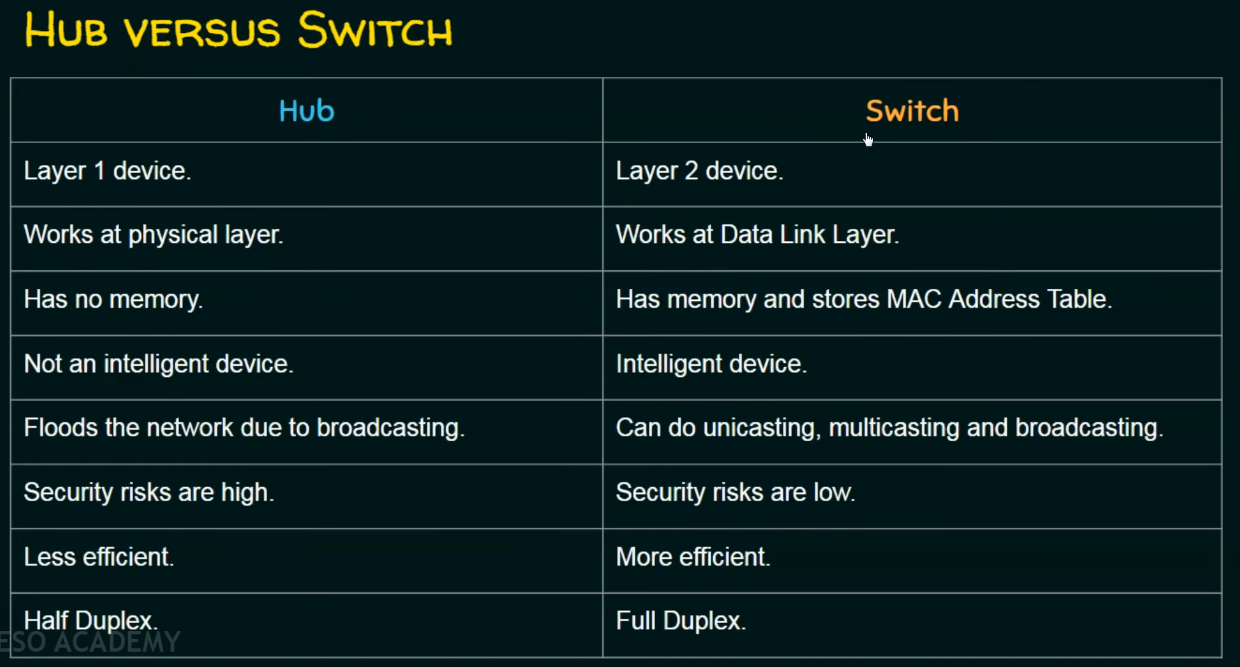 HUB VERSUS SWITCH
Hub
Switch
Layer 1 device.
Layer 2 device.
Works at physical layer.
Works at Data Link Layer.
Has no memory.
Has memory and stores MAC Address Table.
Not an intelligent device.
Intelligent device.
Floods the network due to broadcasting.
Can do unicasting, multicasting and broadcasting.
Security risks are high.
Security risks are low.
Less efficient.
More efficient.
Half Duplex.
Full Duplex.
ESO ACADEMY